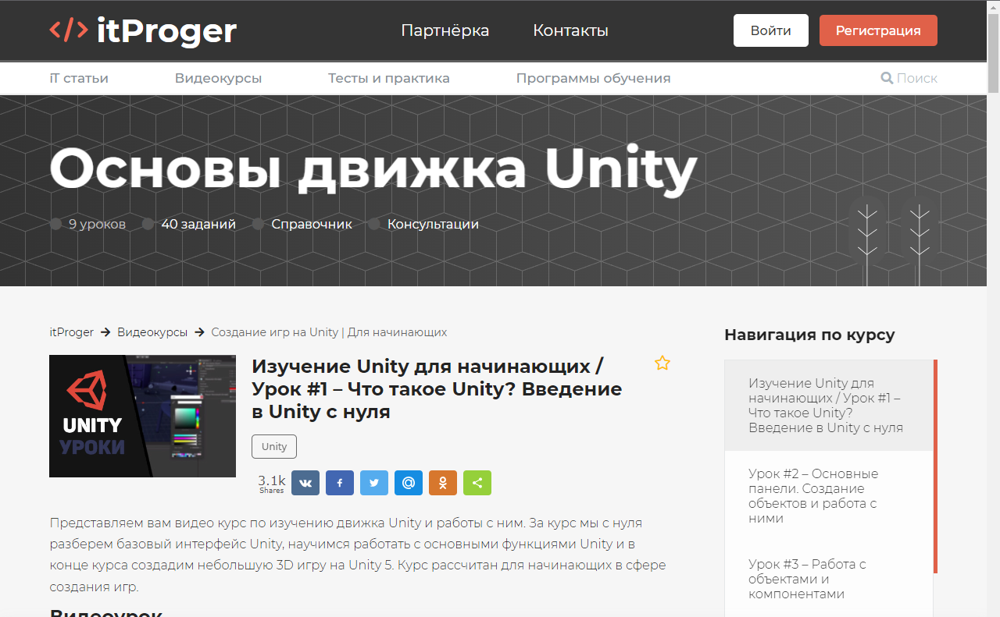 itProger
Партнёрка
Контакты
Войти
Регистрация
iT статьи
Видеокурсы
Тесты и практика
Программы обучения
Поиск
Основы движка Unity
9 уроков
40 заданий
Справочник
Консультации
itProger → Видеокурсы → Создание игр на Unity | Для начинающих
UNITY
УРОКИ
Изучение Unity для начинающих /
Урок #1 – Что такое Unity? Введение
в Unity с нуля
Unity
3.1k
Shares
Представляем вам видео курс по изучению движка Unity и работы с ним. За курс мы с нуля
разберем базовый интерфейс Unity, научимся работать с основными функциями Unity и в
конце курса создадим небольшую 3D игру на Unity 5. Курс рассчитан для начинающих в сфере
создания игр.
Видеоурок
Навигация по курсу
Изучение Unity для
начинающих / Урок #1 –
Что такое Unity?
Введение в Unity с нуля
Урок #2 – Основные
панели. Создание
объектов и работа с
ними
Урок #3 – Работа с
объектами и
компонентами